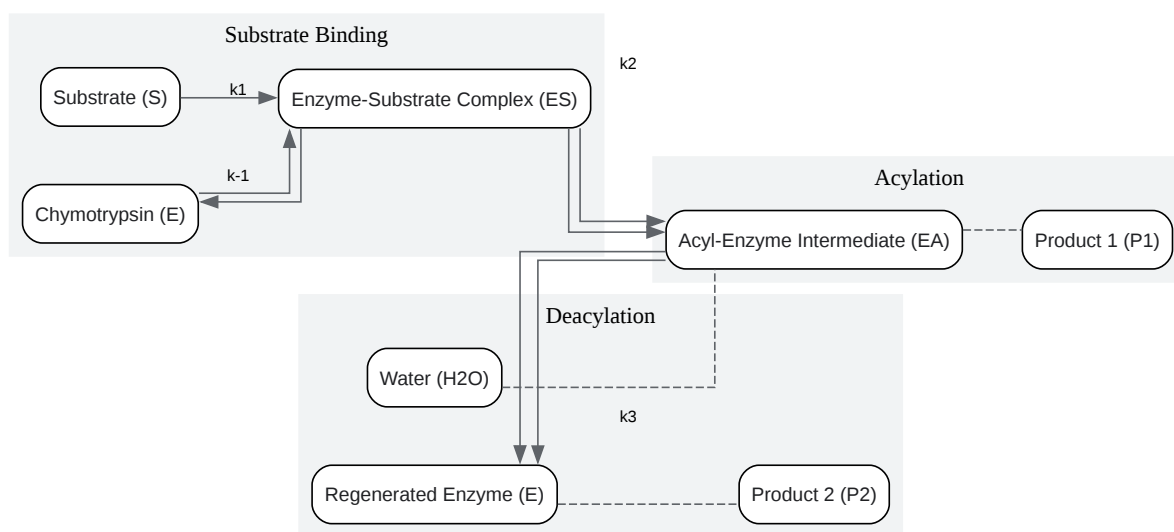 Substrate Binding
k2
Substrate (S)
k1
Enzyme-Substrate Complex (ES)
k-1
Chymotrypsin (E)
Acylation
Acyl-Enzyme Intermediate (EA)
Product 1 (P1)
Deacylation
Water (H2O)
k3
Regenerated Enzyme (E)
Product 2 (P2)